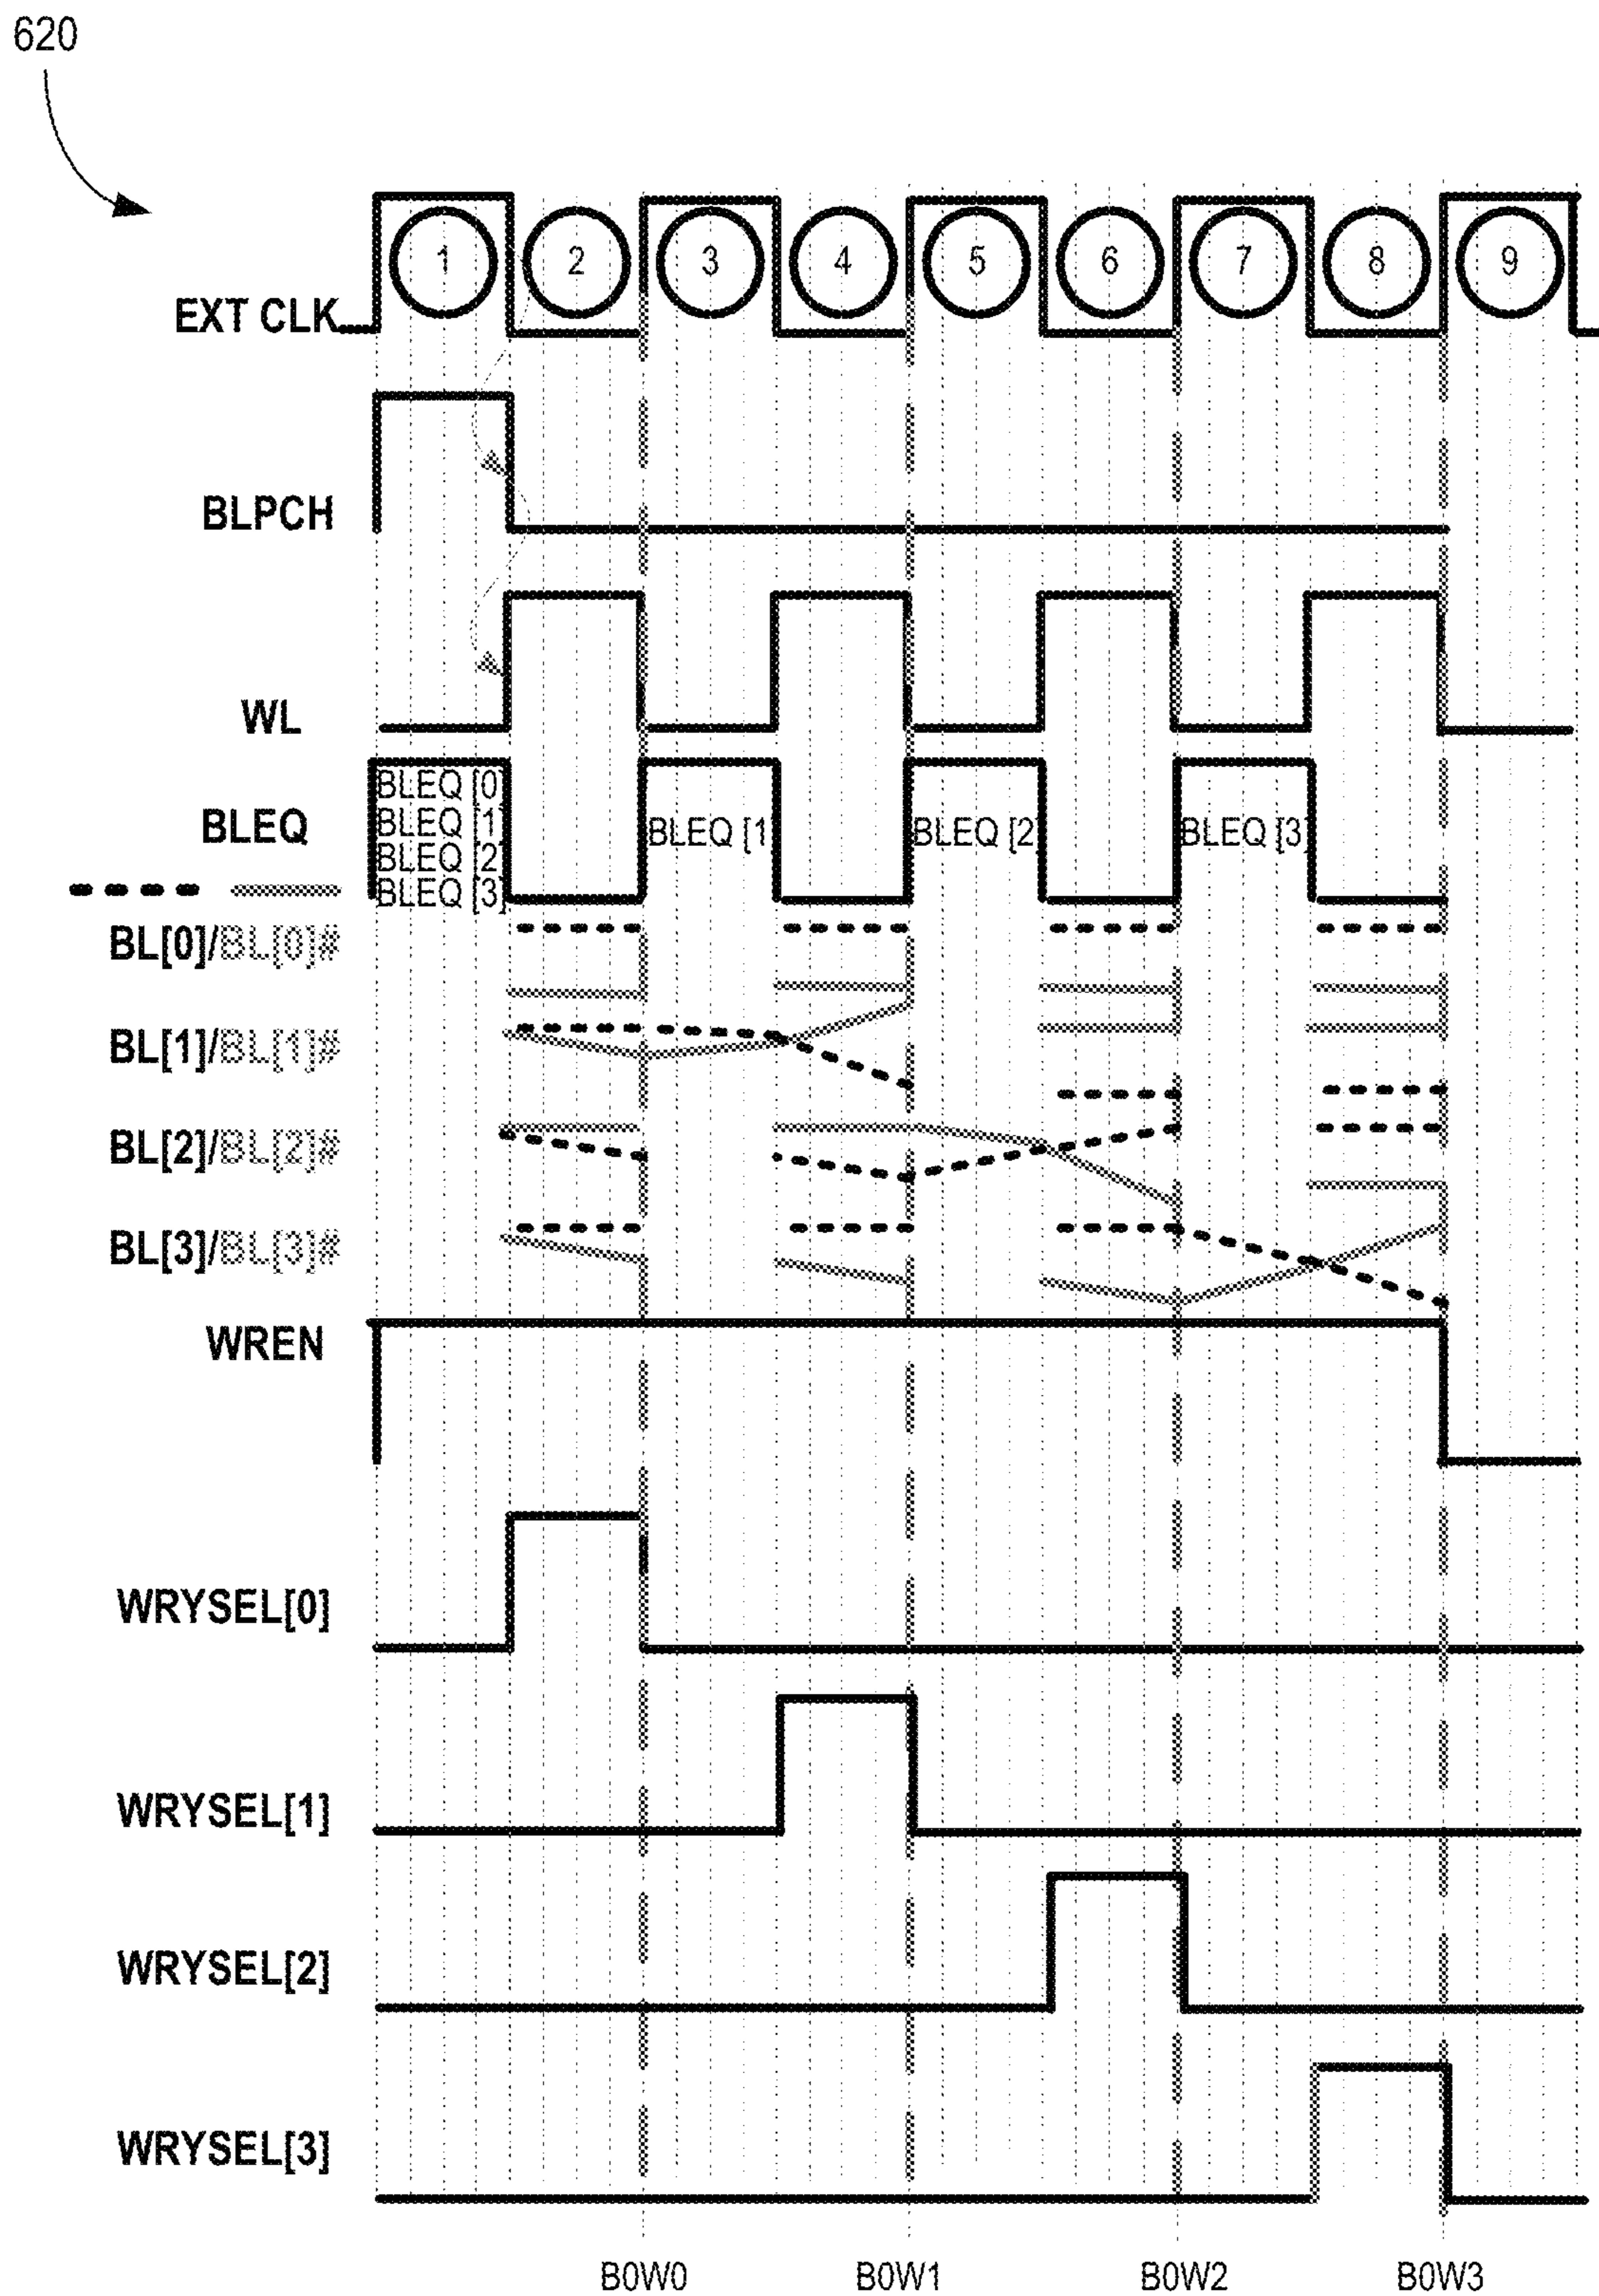 620
1 2 3 4 5 6 7 8 9
EXT CLK
BLPCH
WL
BLEQ
BLEQ [0]
BLEQ [1]
BLEQ [2]
BLEQ [3]
BLEQ [1]
BLEQ [2]
BLEQ [3]
BL[0]/BL[0]#
BL[1]/BL[1]#
BL[2]/BL[2]#
BL[3]/BL[3]#
WREN
WRYSEL[0]
WRYSEL[1]
WRYSEL[2]
WRYSEL[3]
B0W0 B0W1 B0W2 B0W3